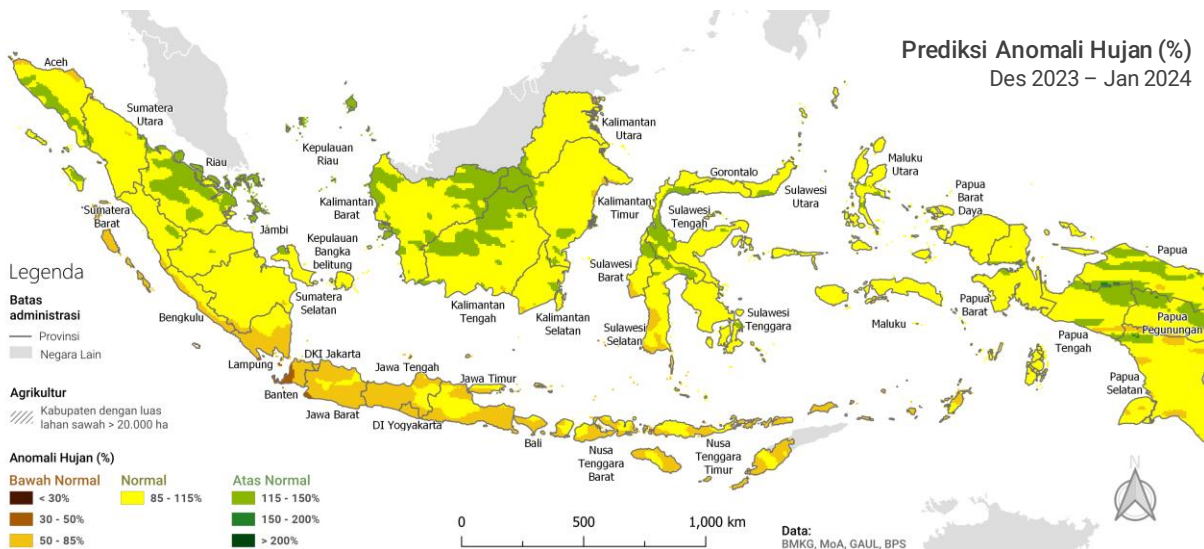 Prediksi Anomali Hujan (%)
Des 2023 – Jan 2024
Aceh
Sumatera
Utara
Riau
Kepulauan
Riau
Sumatera
Barat
Jambi
Kepulauan
Bangka
belitung
Sumatera
Selatan
Bengkulu
Lampung
DKI Jakarta
Banten
Jawa Barat
Jawa Tengah
DI Yogyakarta
Jawa Timur
Bali
Nusa
Tenggara
Barat
Nusa
Tenggara
Timur
Kalimantan
Barat
Kalimantan
Tengah
Kalimantan
Selatan
Kalimantan
Timur
Kalimantan
Utara
Gorontalo
Sulawesi
Utara
Sulawesi
Tengah
Sulawesi
Barat
Sulawesi
Selatan
Sulawesi
Tenggara
Maluku
Utara
Maluku
Papua
Barat
Daya
Papua
Barat
Papua
Papua
Pegunungan
Papua
Tengah
Papua
Selatan
Legenda
Batas
administrasi
Provinsi
Negara Lain
Agrikultur
Kabupaten dengan luas
lahan sawah > 20.000 ha
Anomali Hujan (%)
Bawah Normal
Normal
Atas Normal
< 30%
85 - 115%
115 - 150%
30 - 50%
150 - 200%
50 - 85%
> 200%
0 500 1,000 km
N
Data:
BMKG, MoA, GAUL, BPS